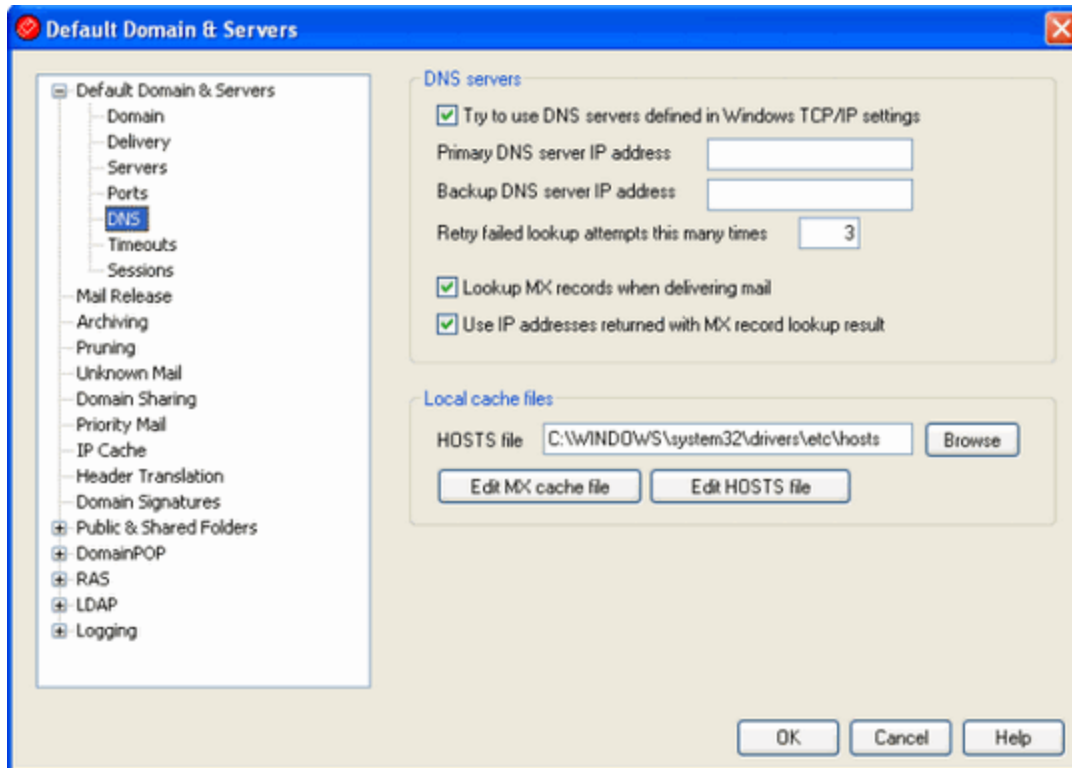 Default Domain & Servers
Default Domain & Servers
Domain
Delivery
Servers
Ports
DNS
Timeouts
Sessions
Mail Release
Archiving
Pruning
Unknown Mail
Domain Sharing
Priority Mail
IP Cache
Header Translation
Domain Signatures
Public & Shared Folders
DomainPOP
RAS
LDAP
Logging
DNS servers
Try to use DNS servers defined in Windows TCP/IP settings
Primary DNS server IP address
Backup DNS server IP address
Retry failed lookup attempts this many times 3
Lookup MX records when delivering mail
Use IP addresses returned with MX record lookup result
Local cache files
HOSTS file C:\WINDOWS\system32\drivers\etc\hosts Browse
Edit MX cache file Edit HOSTS file
OK Cancel Help